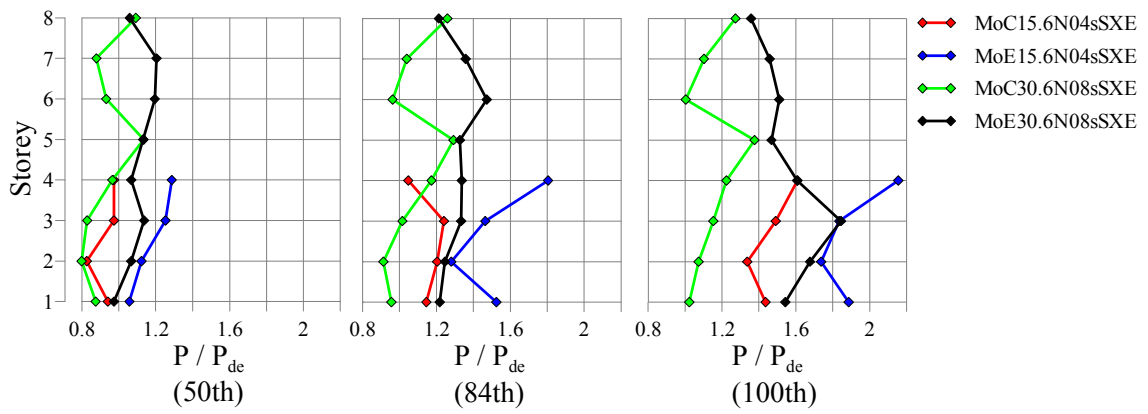 Storey
8
7
6
5
4
3
2
1
0.8 1.2 1.6 2
P / Pde
(50th)
0.8 1.2 1.6 2
P / Pde
(84th)
0.8 1.2 1.6 2
P / Pde
(100th)
MoC15.6N04sSXE
MoE15.6N04sSXE
MoC30.6N08sSXE
MoE30.6N08sSXE